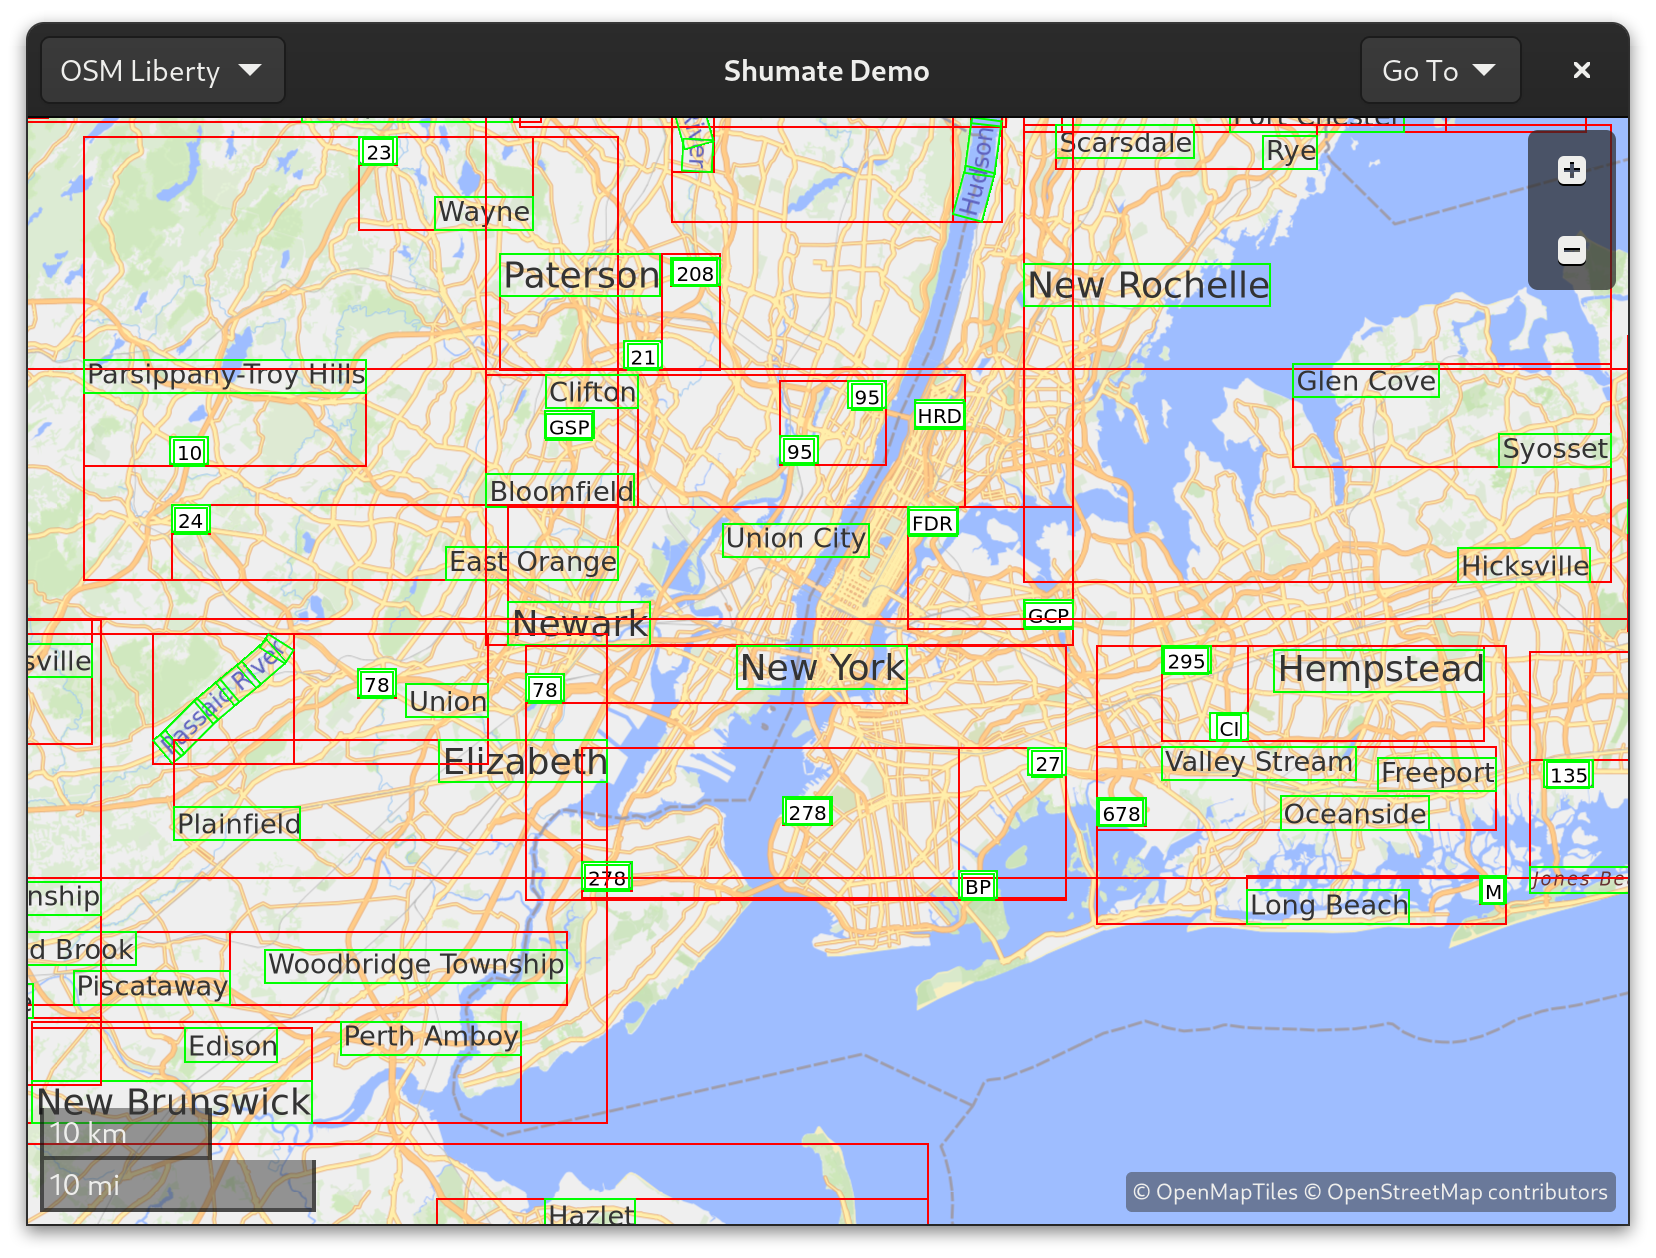 OSM Liberty
Shumate Demo
Go To
Port Chester
River
Hudson
Scarsdale
Rye
23
Wayne
Paterson
208
New Rochelle
21
Parsippany-Troy Hills
Clifton
95
Glen Cove
GSP
HRD
10
95
Syosset
Bloomfield
24
FDR
Union City
East Orange
Hicksville
Newark
GCP
sville
Passaic River
New York
295
Hempstead
78
Union
78
CI
Elizabeth
27
Valley Stream
Freeport
135
278
678
Oceanside
Plainfield
278
BP
Jones Be
nship
M
Long Beach
d Brook
Woodbridge Township
Piscataway
e
Perth Amboy
Edison
New Brunswick
10 km
10 mi
© OpenMapTiles © OpenStreetMap contributors
Hazlet